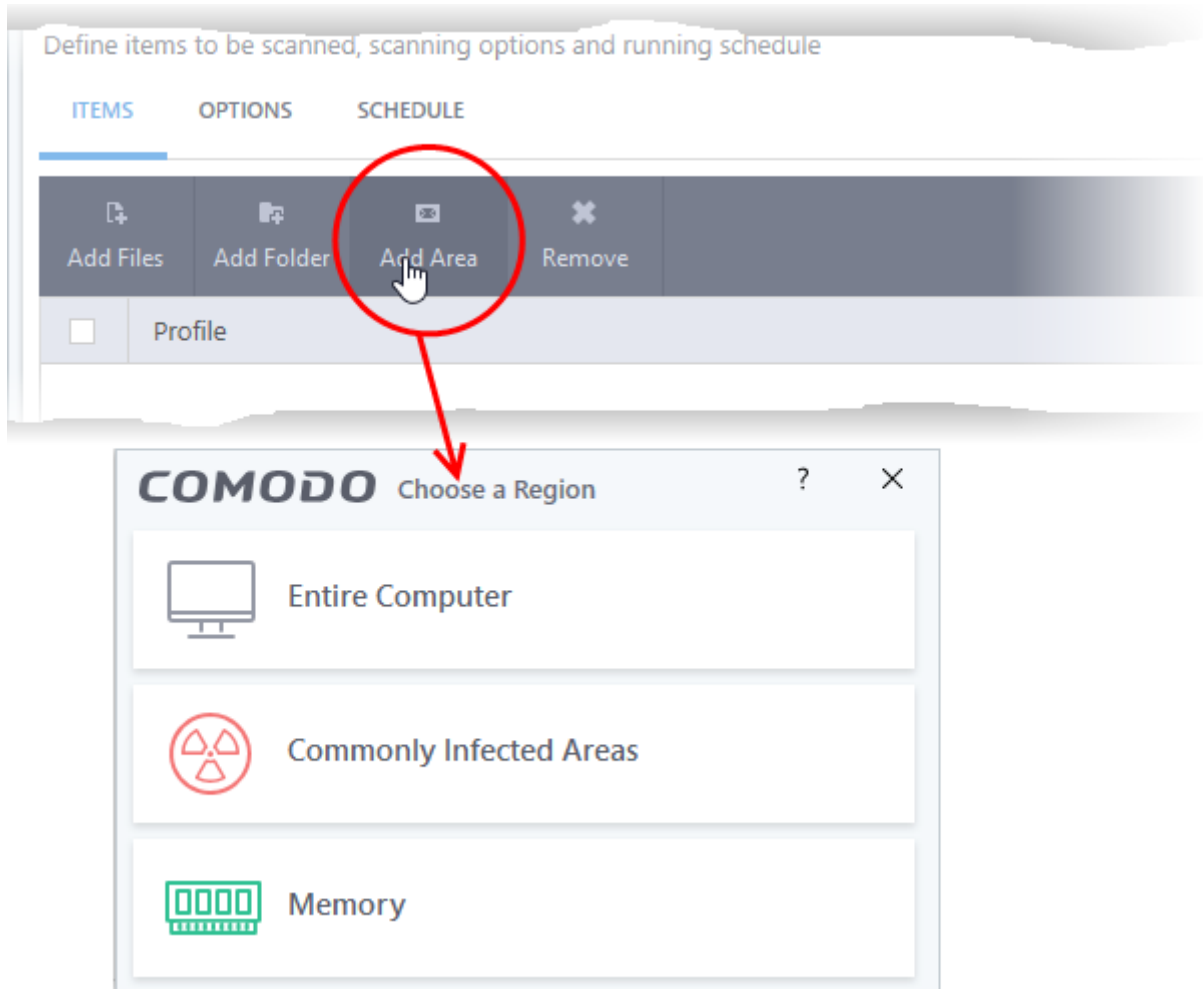 Define items to be scanned, scanning options and running schedule
ITEMS OPTIONS SCHEDULE
Add Files Add Folder Add Area Remove
Profile
COMODO Choose a Region ? X
Entire Computer
Commonly Infected Areas
Memory